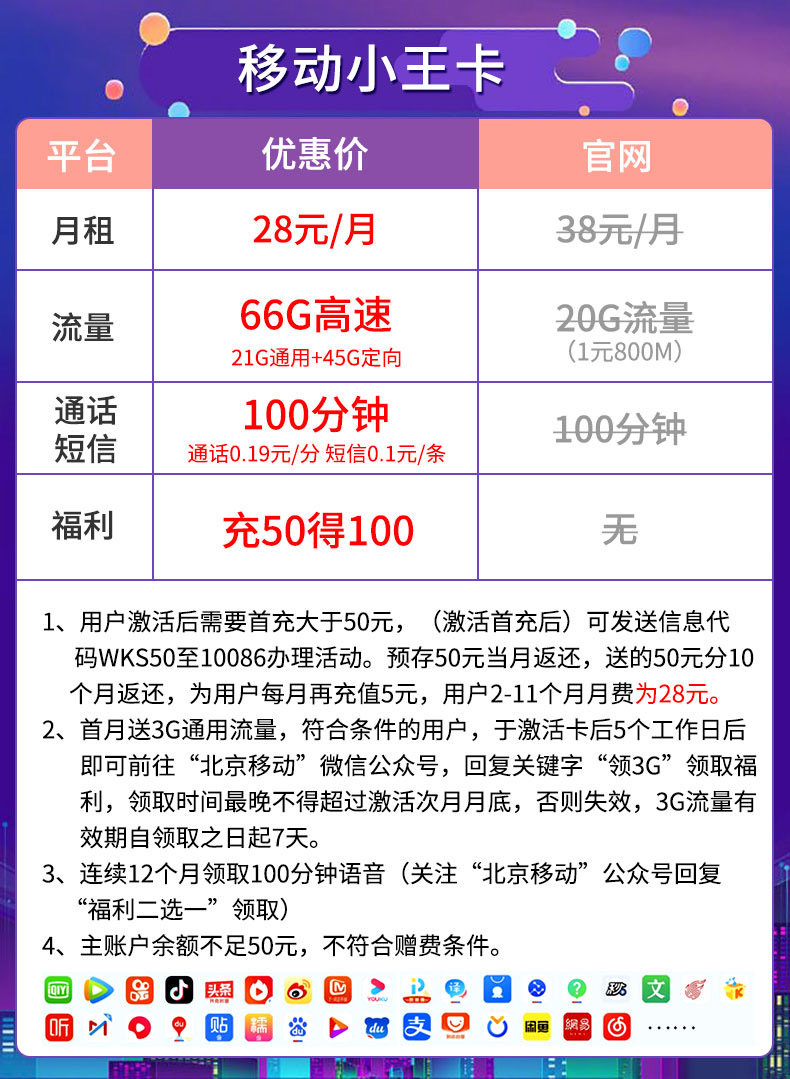 移动小王卡
平台 优惠价 官网
月租 28元/月 38元/月
流量 66G高速 20G流量
21G通用+45G定向 （1元800M）
通话
短信 100分钟 100分钟
通话0.19元/分 短信0.1元/条
福利 充50得100 无
1、用户激活后需要首充大于50元，（激活首充后）可发送信息代
码WKS50至10086办理活动。预存50元当月返还，送的50元分10
个月返还，为用户每月再充值5元，用户2-11个月月费为28元。
2、首月送3G通用流量，符合条件的用户，于激活卡后5个工作日后
即可前往“北京移动”微信公众号，回复关键字“领3G”领取福
利，领取时间最晚不得超过激活次月月底，否则失效，3G流量有
效期自领取之日起7天。
3、连续12个月领取100分钟语音（关注“北京移动”公众号回复
“福利二选一”领取）
4、主账户余额不足50元，不符合赠费条件。
QIY 头条 YOUKU 译 ? 文 K
听 du 贴 糯 du du 支 闲鱼 網易 ……